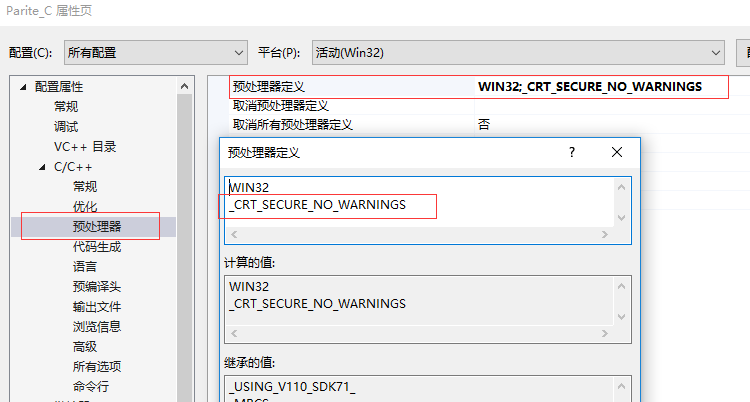 Parite_C 属性页
配置(C):
所有配置
平台(P):
活动(Win32)
配置属性
常规
调试
VC++ 目录
C/C++
常规
优化
预处理器
代码生成
语言
预编译头
输出文件
浏览信息
高级
所有选项
命令行
预处理器定义
WIN32;_CRT_SECURE_NO_WARNINGS
取消预处理器定义
取消所有预处理器定义
否
预处理器定义
?
WIN32
_CRT_SECURE_NO_WARNINGS
计算的值:
WIN32
_CRT_SECURE_NO_WARNINGS
继承的值:
_USING_V110_SDK71_
_MBCS